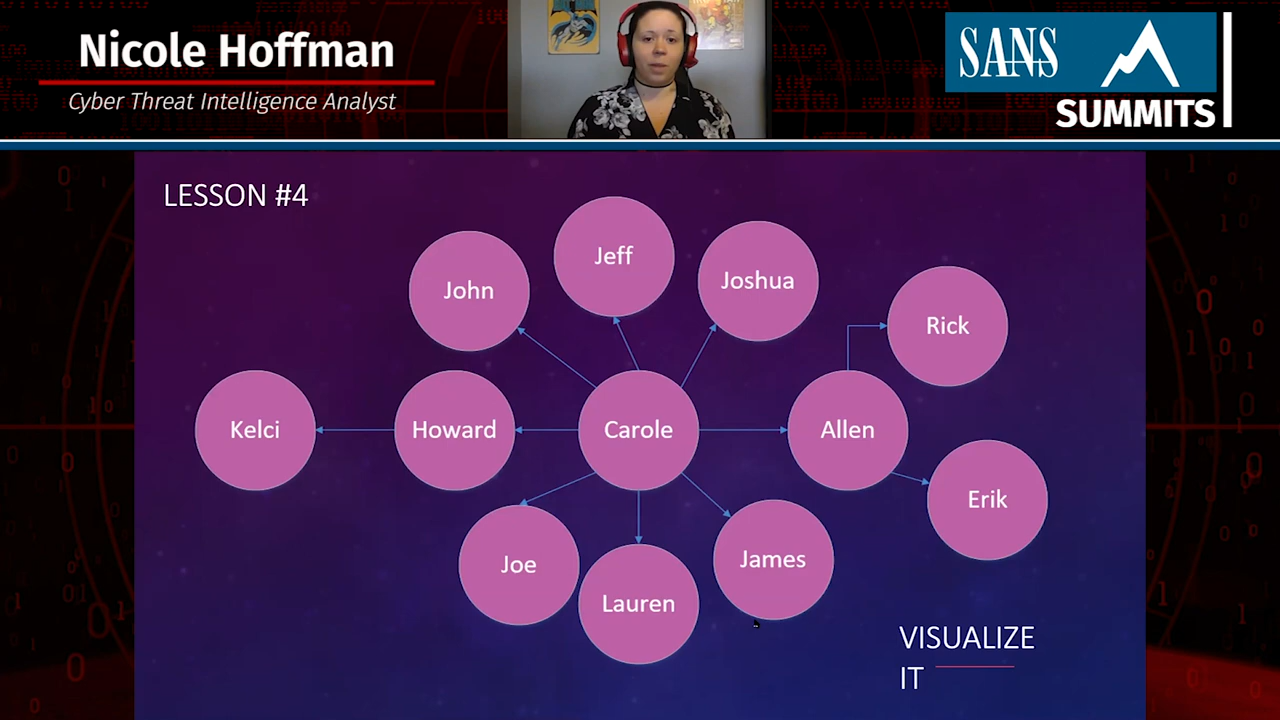 Nicole Hoffman
Cyber Threat Intelligence Analyst
SANS
SUMMITS
LESSON #4
Jeff
Joshua
John
Rick
Kelci
Howard
Carole
Allen
Erik
Joe
James
Lauren
VISUALIZE
IT